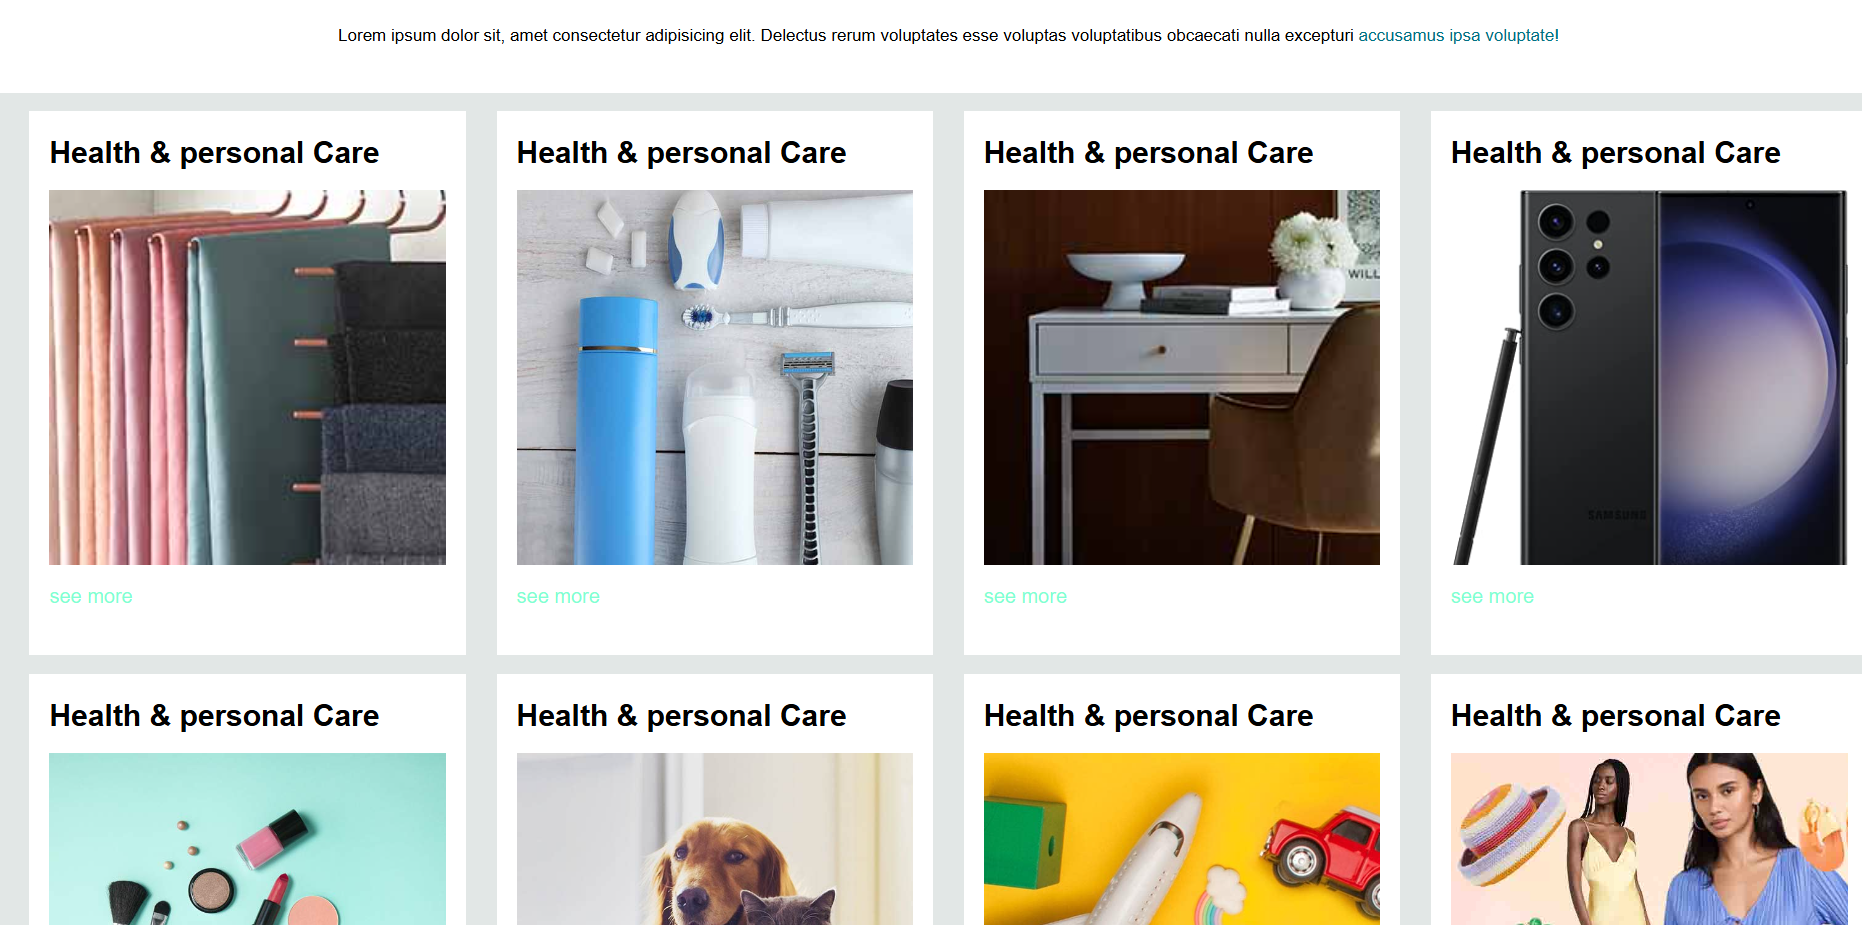 Lorem ipsum dolor sit, amet consectetur adipisicing elit. Delectus rerum voluptates esse voluptas voluptatibus obcaecati nulla excepturi accusamus ipsa voluptate!
Health & personal Care
Health & personal Care
Health & personal Care
Health & personal Care
WILL
SAMSUNG
see more
see more
see more
see more
Health & personal Care
Health & personal Care
Health & personal Care
Health & personal Care